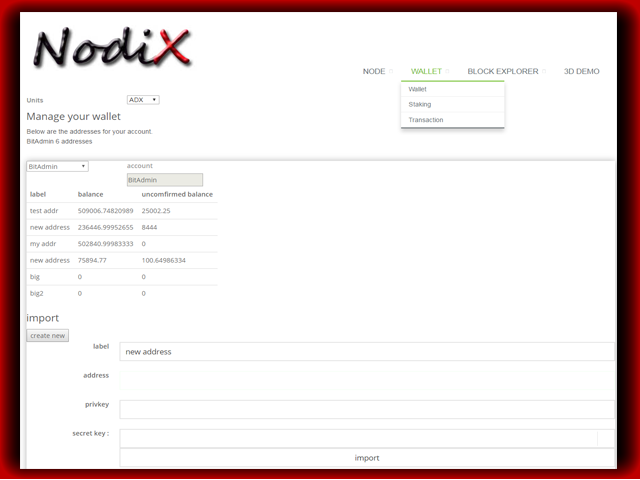 NodiX
NODE WALLET BLOCK EXPLORER 3D DEMO
Wallet
Staking
Transaction
Units ADX
Manage your wallet
Below are the addresses for your account.
BitAdmin 6 addresses
BitAdmin account
BitAdmin
label balance uncomfirmed balance
test addr 509006.74820989 25002.25
new address 236446.99952655 8444
my addr 502840.99983333 0
new address 75894.77 100.64986334
big 0 0
big2 0 0
import
create new
label new address
address
privkey
secret key :
import